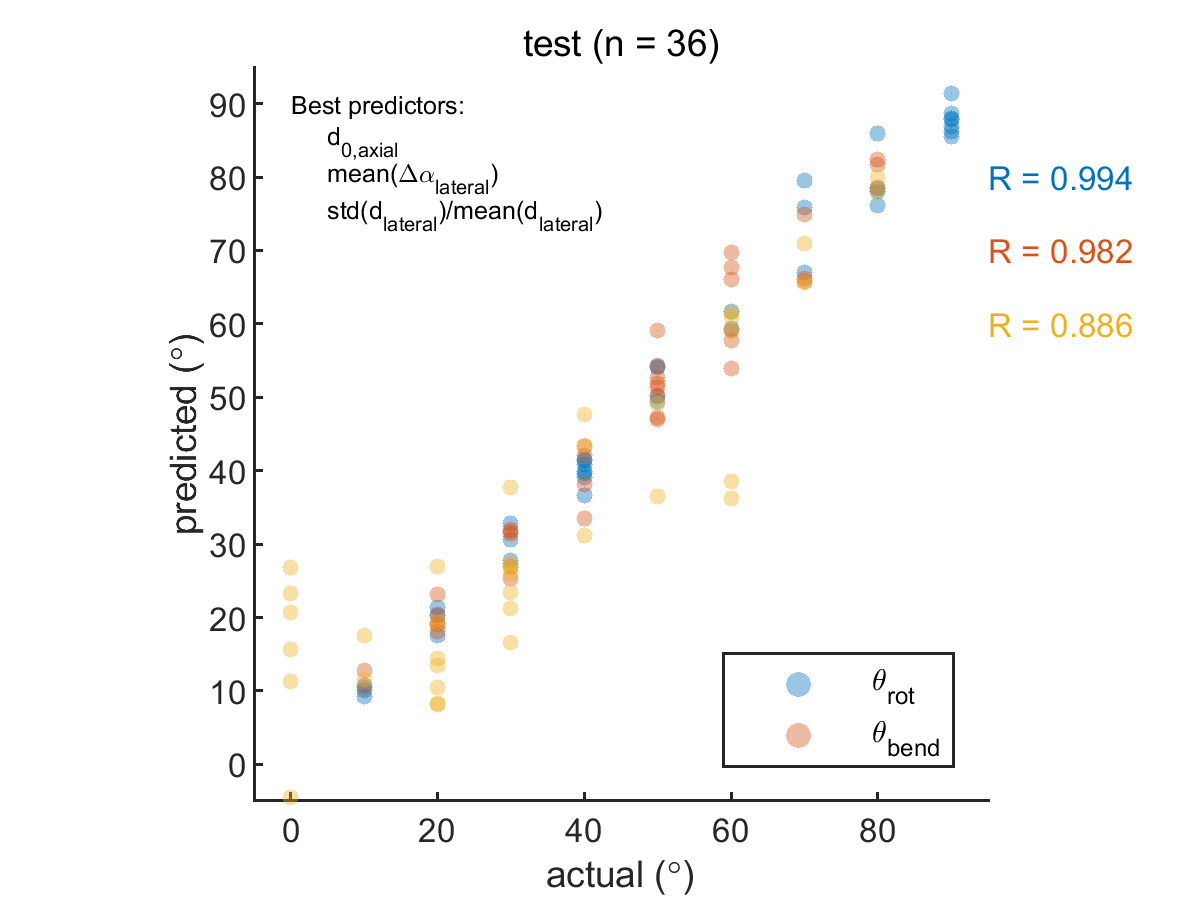 test (n = 36)
Best predictors:
d0,axial
mean(Δαlateral)
std(dlateral)/mean(dlateral)
90
80
70
60
50
40
30
20
10
0
predicted (°)
0 20 40 60 80
actual (°)
R = 0.994
R = 0.982
R = 0.886
θrot
θbend